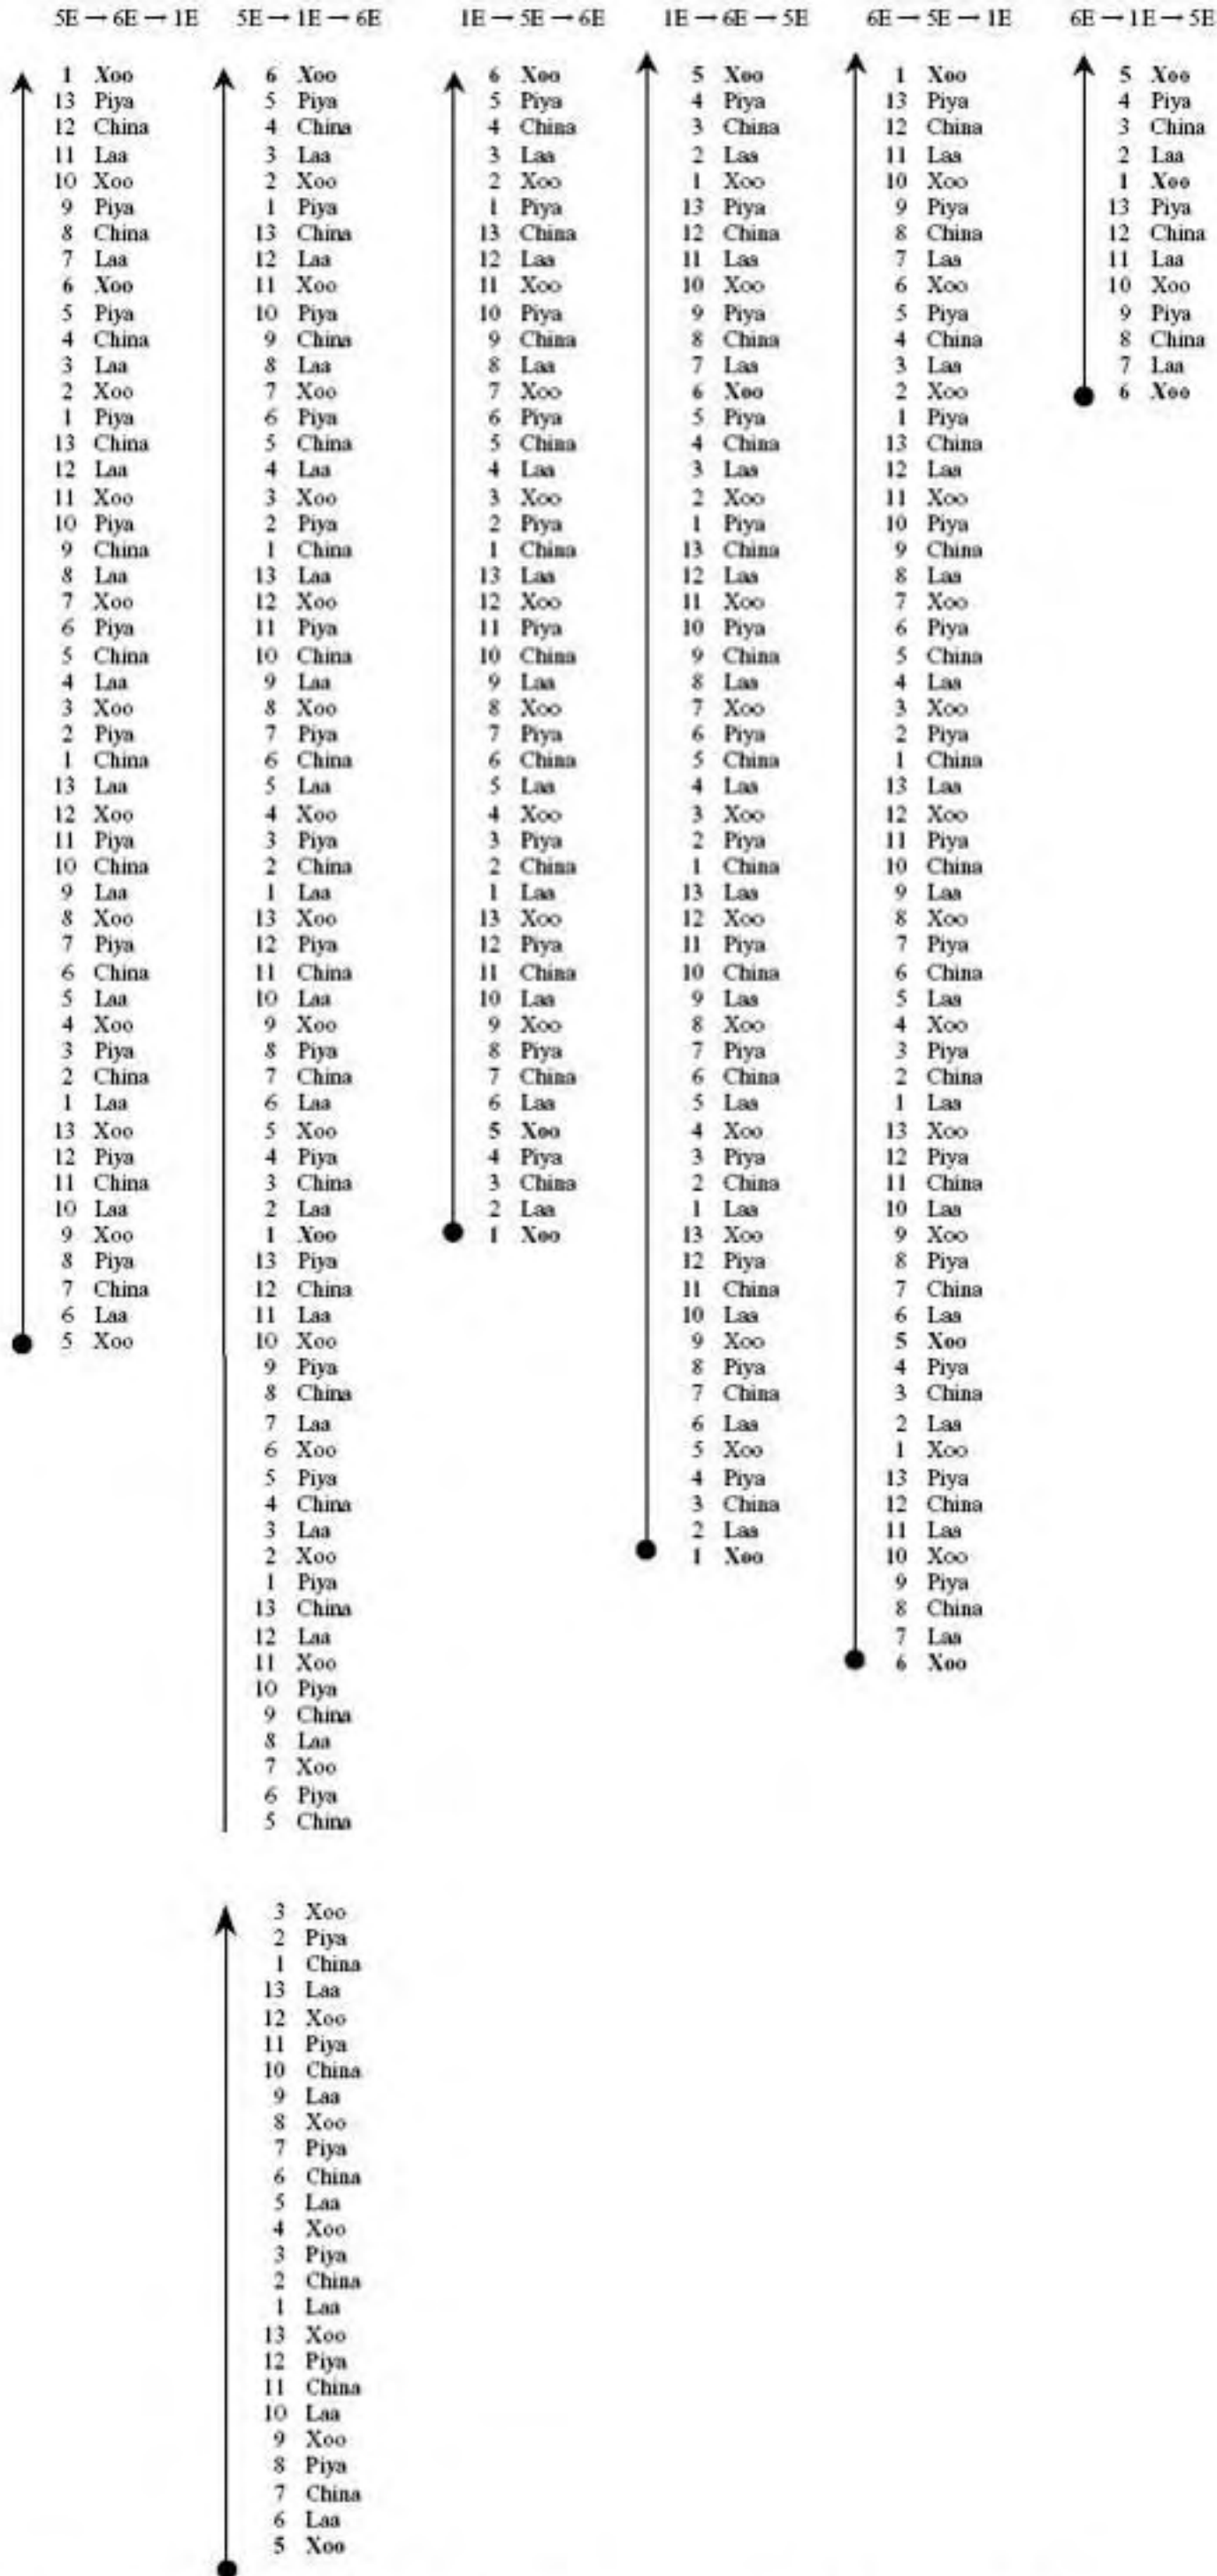 5E → 6E → 1E
1 Xoo
13 Piya
12 China
11 Laa
10 Xoo
9 Piya
8 China
7 Laa
6 Xoo
5 Piya
4 China
3 Laa
2 Xoo
1 Piya
13 China
12 Laa
11 Xoo
10 Piya
9 China
8 Laa
7 Xoo
6 Piya
5 China
4 Laa
3 Xoo
2 Piya
1 China
13 Laa
12 Xoo
11 Piya
10 China
9 Laa
8 Xoo
7 Piya
6 China
5 Laa
4 Xoo
3 Piya
2 China
1 Laa
13 Xoo
12 Piya
11 China
10 Laa
9 Xoo
8 Piya
7 China
6 Laa
5 Xoo
5E → 1E → 6E
6 Xoo
5 Piya
4 China
3 Laa
2 Xoo
1 Piya
13 China
12 Laa
11 Xoo
10 Piya
9 China
8 Laa
7 Xoo
6 Piya
5 China
4 Laa
3 Xoo
2 Piya
1 China
13 Laa
12 Xoo
11 Piya
10 China
9 Laa
8 Xoo
7 Piya
6 China
5 Laa
4 Xoo
3 Piya
2 China
1 Laa
13 Xoo
12 Piya
11 China
10 Laa
9 Xoo
8 Piya
7 China
6 Laa
5 Xoo
4 Piya
3 China
2 Laa
1 Xoo
13 Piya
12 China
11 Laa
10 Xoo
9 Piya
8 China
7 Laa
6 Xoo
5 Piya
4 China
3 Laa
2 Xoo
1 Piya
13 China
12 Laa
11 Xoo
10 Piya
9 China
8 Laa
7 Xoo
6 Piya
5 China
3 Xoo
2 Piya
1 China
13 Laa
12 Xoo
11 Piya
10 China
9 Laa
8 Xoo
7 Piya
6 China
5 Laa
4 Xoo
3 Piya
2 China
1 Laa
13 Xoo
12 Piya
11 China
10 Laa
9 Xoo
8 Piya
7 China
6 Laa
5 Xoo
1E → 5E → 6E
6 Xoo
5 Piya
4 China
3 Laa
2 Xoo
1 Piya
13 China
12 Laa
11 Xoo
10 Piya
9 China
8 Laa
7 Xoo
6 Piya
5 China
4 Laa
3 Xoo
2 Piya
1 China
13 Laa
12 Xoo
11 Piya
10 China
9 Laa
8 Xoo
7 Piya
6 China
5 Laa
4 Xoo
3 Piya
2 China
1 Laa
13 Xoo
12 Piya
11 China
10 Laa
9 Xoo
8 Piya
7 China
6 Laa
5 Xoo
4 Piya
3 China
2 Laa
1 Xoo
1E → 6E → 5E
5 Xoo
4 Piya
3 China
2 Laa
1 Xoo
13 Piya
12 China
11 Laa
10 Xoo
9 Piya
8 China
7 Laa
6 Xoo
5 Piya
4 China
3 Laa
2 Xoo
1 Piya
13 China
12 Laa
11 Xoo
10 Piya
9 China
8 Laa
7 Xoo
6 Piya
5 China
4 Laa
3 Xoo
2 Piya
1 China
13 Laa
12 Xoo
11 Piya
10 China
9 Laa
8 Xoo
7 Piya
6 China
5 Laa
4 Xoo
3 Piya
2 China
1 Laa
13 Xoo
12 Piya
11 China
10 Laa
9 Xoo
8 Piya
7 China
6 Laa
5 Xoo
4 Piya
3 China
2 Laa
1 Xoo
6E → 5E → 1E
1 Xoo
13 Piya
12 China
11 Laa
10 Xoo
9 Piya
8 China
7 Laa
6 Xoo
5 Piya
4 China
3 Laa
2 Xoo
1 Piya
13 China
12 Laa
11 Xoo
10 Piya
9 China
8 Laa
7 Xoo
6 Piya
5 China
4 Laa
3 Xoo
2 Piya
1 China
13 Laa
12 Xoo
11 Piya
10 China
9 Laa
8 Xoo
7 Piya
6 China
5 Laa
4 Xoo
3 Piya
2 China
1 Laa
13 Xoo
12 Piya
11 China
10 Laa
9 Xoo
8 Piya
7 China
6 Laa
5 Xoo
4 Piya
3 China
2 Laa
1 Xoo
13 Piya
12 China
11 Laa
10 Xoo
9 Piya
8 China
7 Laa
6 Xoo
6E → 1E → 5E
5 Xoo
4 Piya
3 China
2 Laa
1 Xoo
13 Piya
12 China
11 Laa
10 Xoo
9 Piya
8 China
7 Laa
6 Xoo